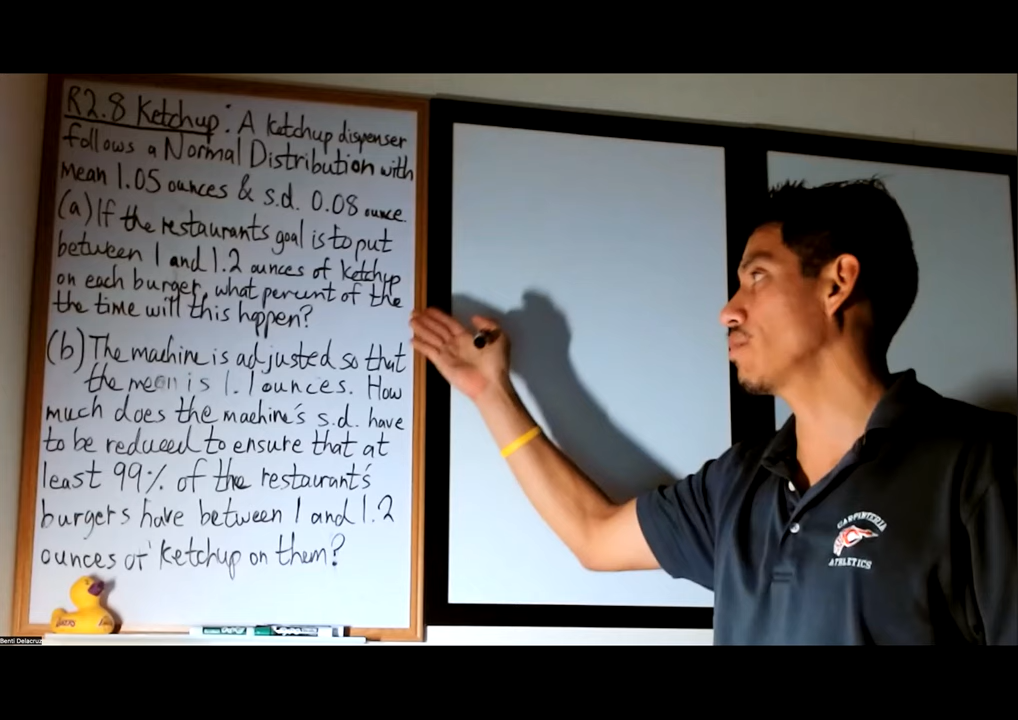 R2.8 Ketchup: A ketchup dispenser
follows a Normal Distribution with
mean 1.05 ounces & s.d. 0.08 ounce.
(a) If the restaurants goal is to put
between 1 and 1.2 ounces of ketchup
on each burger, what percent of the
the time will this happen?
(b) The machine is adjusted so that
the mean is 1.1 ounces. How
much does the machine's s.d. have
to be reduced to ensure that at
least 99% of the restaurant's
burgers have between 1 and 1.2
ounces of ketchup on them?
CARPINTERIA
ATHLETICS
Benti Delacruz